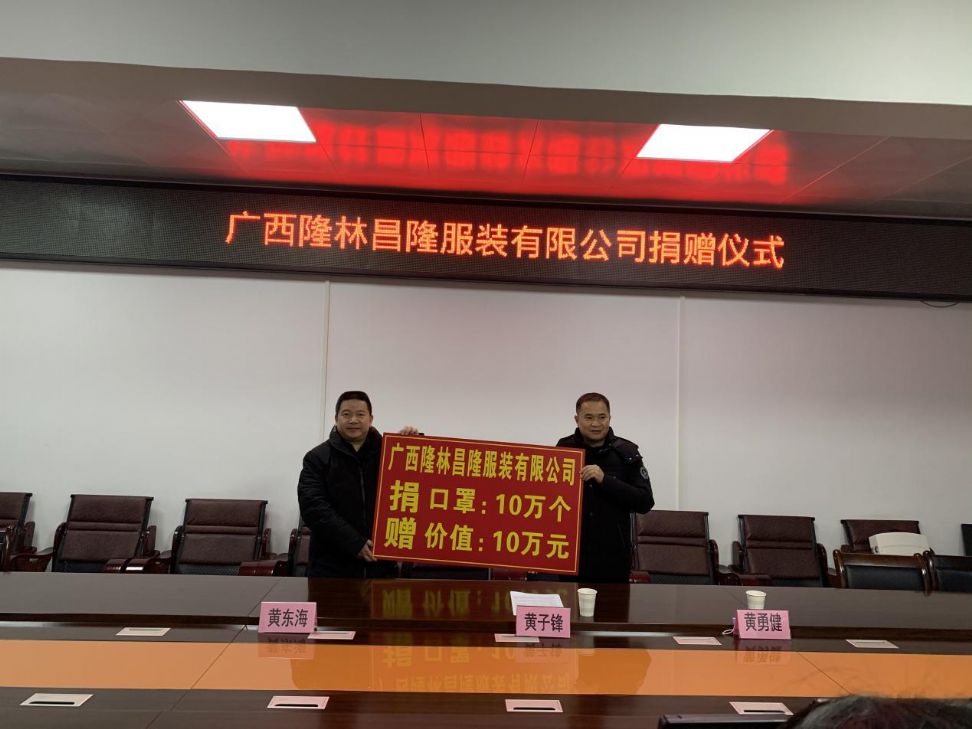 广西隆林昌隆服装有限公司捐赠仪式
广西隆林昌隆服装有限公司
捐 口罩：10万个
赠 价值：10万元
黄东海
黄子锋
黄勇健